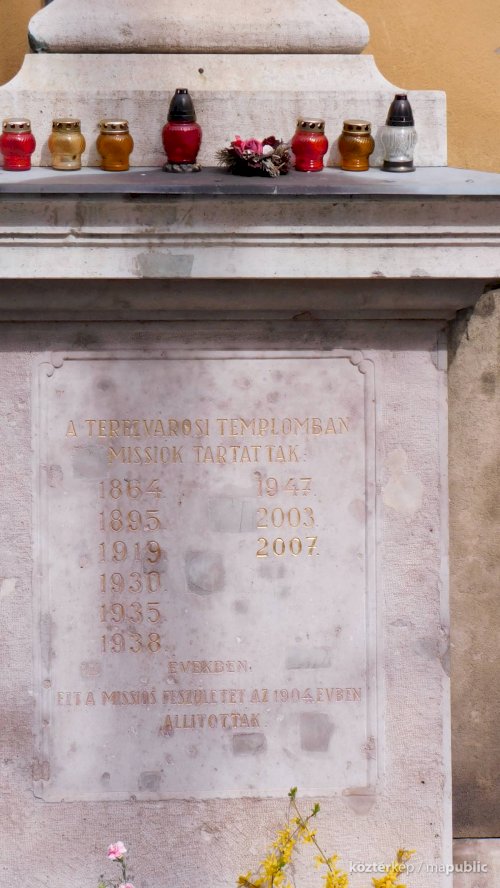 A TERÉZVÁROSI TEMPLOMBAN
MISSIÓK TARTATTAK:
1864. 1947.
1895. 2003.
1919. 2007.
1930.
1935.
1938.
ÉVEKBEN.
EZT A MISSIÓS FESZÜLETET AZ 1904. ÉVBEN
ÁLLÍTOTTÁK
köztérkép / mapublic